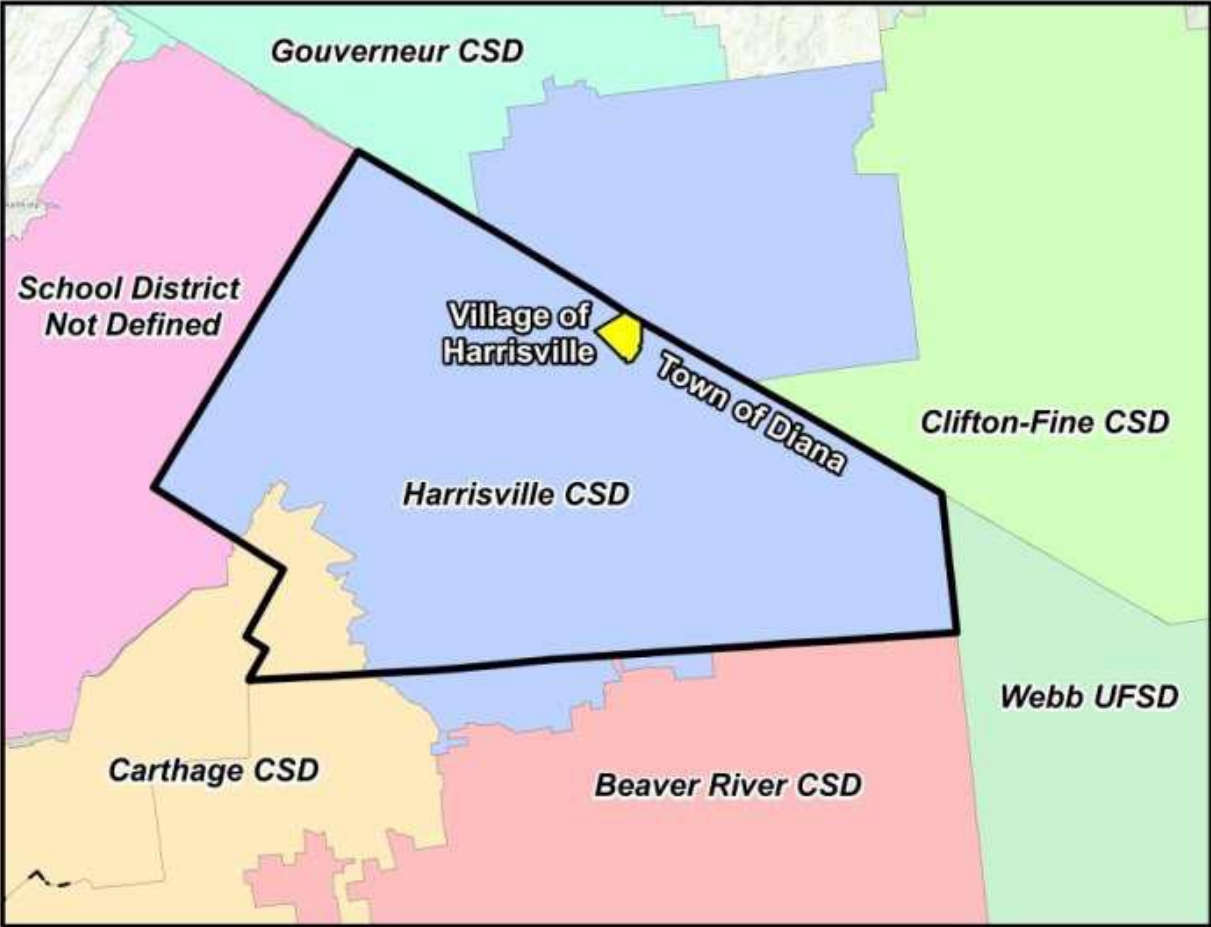 Gouverneur CSD
School District
Not Defined
Village of
Harrisville
Town of Diana
Clifton-Fine CSD
Harrisville CSD
Webb UFSD
Carthage CSD
Beaver River CSD